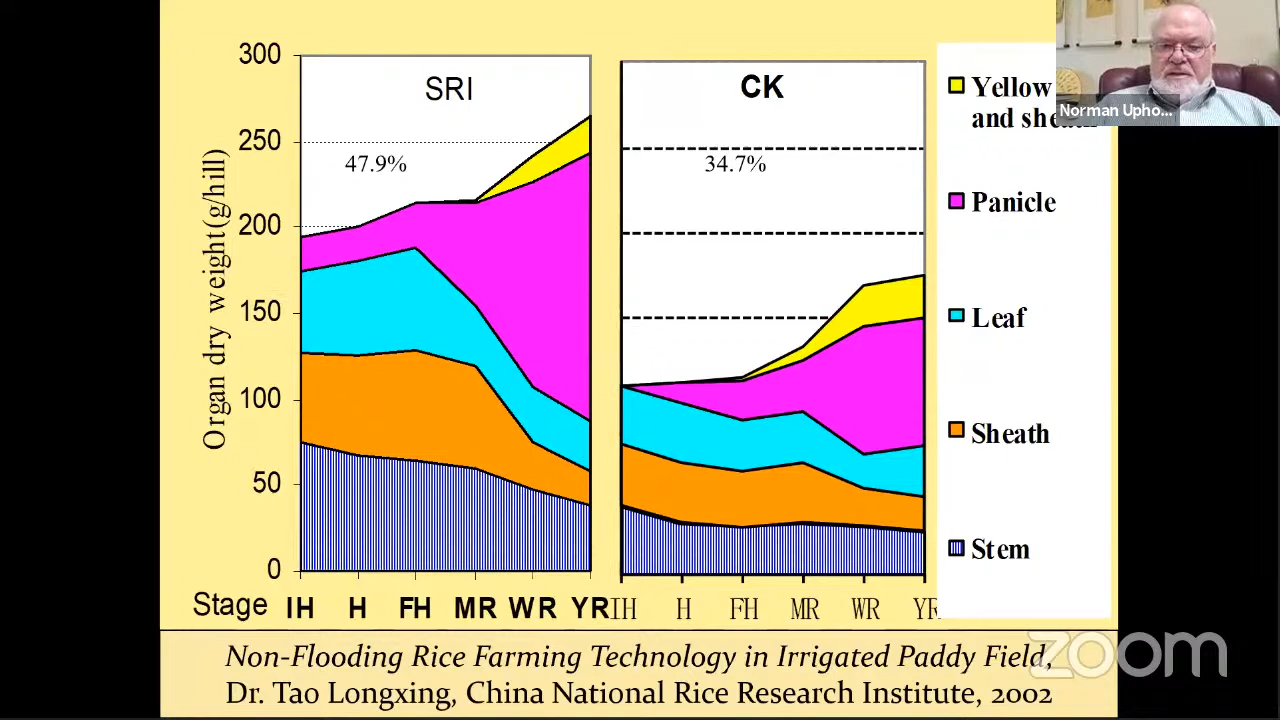 300
250
200
150
100
50
0
Organ dry weight(g/hill)
SRI
47.9%
CK
34.7%
Yellow
and sheath
Panicle
Leaf
Sheath
Stem
Stage IH H FH MR WR YR
IH H FH MR WR YR
Norman Upho...
Non-Flooding Rice Farming Technology in Irrigated Paddy Field,
Dr. Tao Longxing, China National Rice Research Institute, 2002
zoom